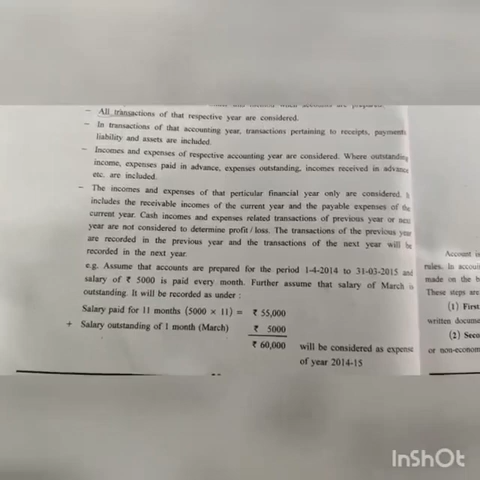 – All transactions of that respective year are considered.
– In transactions of that accounting year, transactions pertaining to receipts, payments
liability and assets are included.
– Incomes and expenses of respective accounting year are considered. Where outstanding
income, expenses paid in advance, expenses outstanding, incomes received in advance
etc. are included.
– The incomes and expenses of that perticular financial year only are considered. It
includes the receivable incomes of the current year and the payable expenses of the
current year. Cash incomes and expenses related transactions of previous year or next
year are not considered to determine profit/loss. The transactions of the previous year
are recorded in the previous year and the transactions of the next year will be
recorded in the next year.
e.g. Assume that accounts are prepared for the period 1-4-2014 to 31-03-2015 and
salary of ₹ 5000 is paid every month. Further assume that salary of March is
outstanding. It will be recorded as under :
Salary paid for 11 months (5000 × 11) = ₹ 55,000
+ Salary outstanding of 1 month (March) ₹ 5000
₹ 60,000 will be considered as expense
of year 2014-15
Account
rules. In
made on the
These steps are
(1) First
written
(2)
or
InShOt